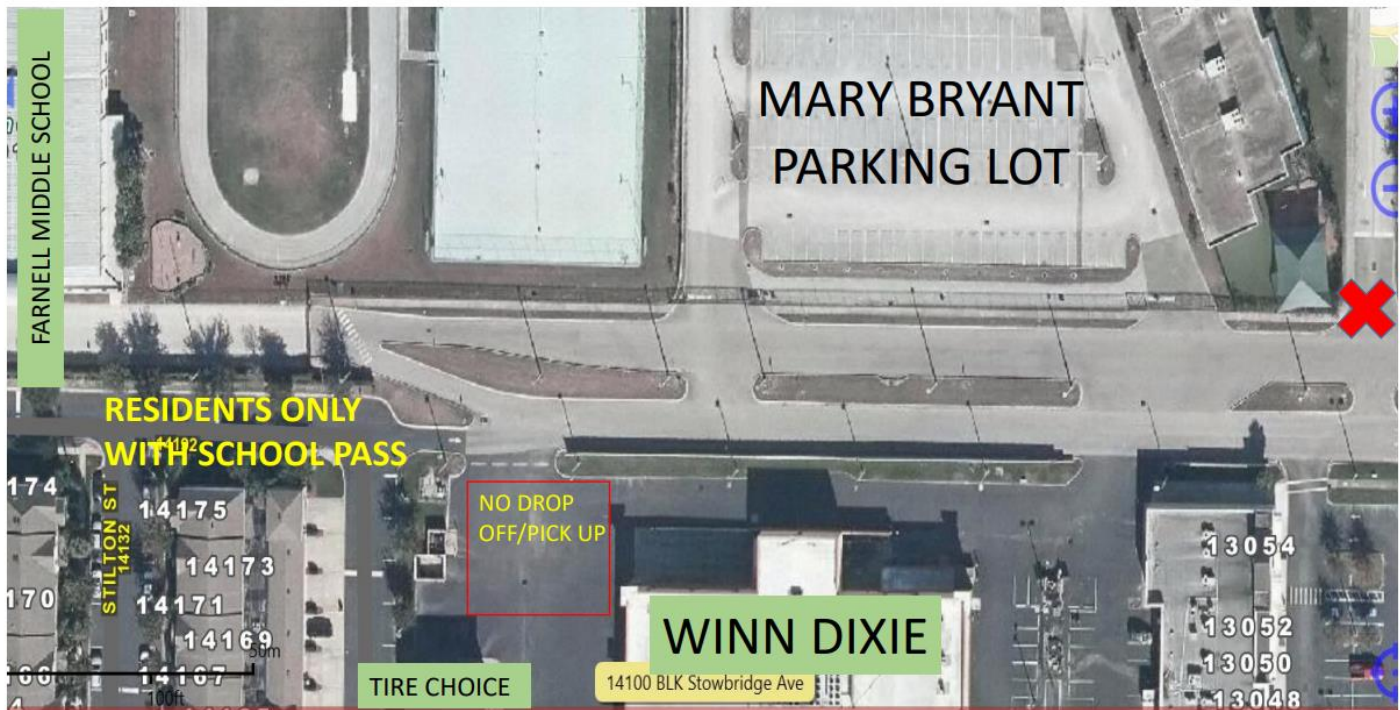 FARNELL MIDDLE SCHOOL
MARY BRYANT
PARKING LOT
RESIDENTS ONLY
WITH SCHOOL PASS
14192
174
STILTON ST
14132
14175
14173
170
14171
14169
14167
50m
100ft
NO DROP
OFF/PICK UP
WINN DIXIE
TIRE CHOICE
14100 BLK Stowbridge Ave
13054
13052
13050
13048